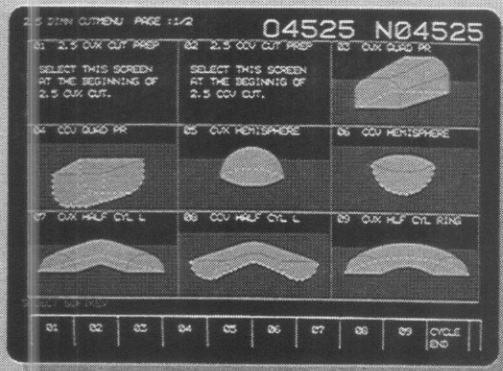 2.5 DIMN CUTMENU PAGE :1/2
O4525 N04525
01 2.5 CVX CUT PREP
SELECT THIS SCREEN
AT THE BEGINNING OF
2.5 CVX CUT.
02 2.5 CCV CUT PREP
SELECT THIS SCREEN
AT THE BEGINNIG OF
2.5 CCV CUT.
03 CVX QUAD PR
04 CCV QUAD PR
05 CVX HEMISPHERE
06 CCV HEMISPHERE
07 CVX HALF CYL L
08 CCV HALF CYL L
09 CVX HLF CYL RING
SELECT SOFTKEY
01 02 03 04 05 06 07 08 09 CYCLE
END